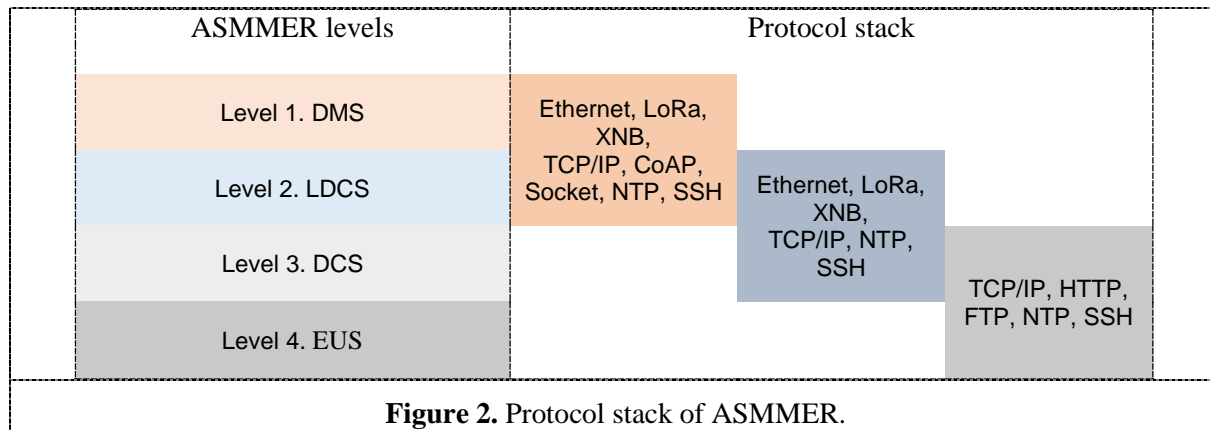 ASMMER levels
Protocol stack
Level 1. DMS
Level 2. LDCS
Level 3. DCS
Level 4. EUS
Ethernet, LoRa,
XNB,
TCP/IP, CoAP,
Socket, NTP, SSH
Ethernet, LoRa,
XNB,
TCP/IP, NTP,
SSH
TCP/IP, HTTP,
FTP, NTP, SSH
Figure 2. Protocol stack of ASMMER.